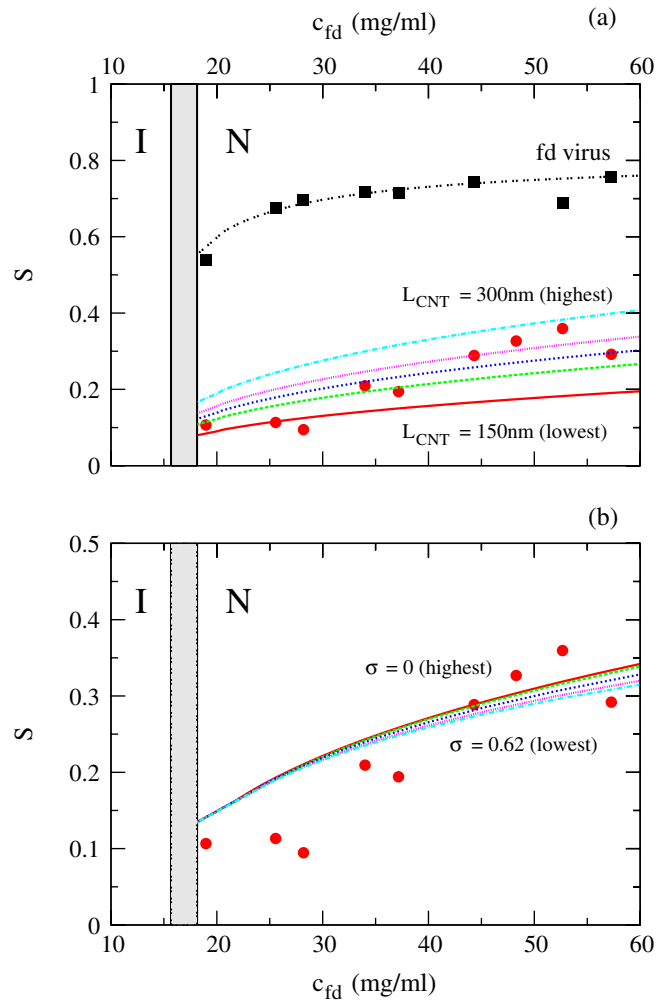 c_fd (mg/ml)
(a)
10 20 30 40 50 60
1
I N
fd virus
0.8
0.6
S
0.4
L_CNT = 300nm (highest)
0.2
L_CNT = 150nm (lowest)
0
(b)
0.5
I N
0.4
σ = 0 (highest)
0.3
S
σ = 0.62 (lowest)
0.2
0.1
0
10 20 30 40 50 60
c_fd (mg/ml)